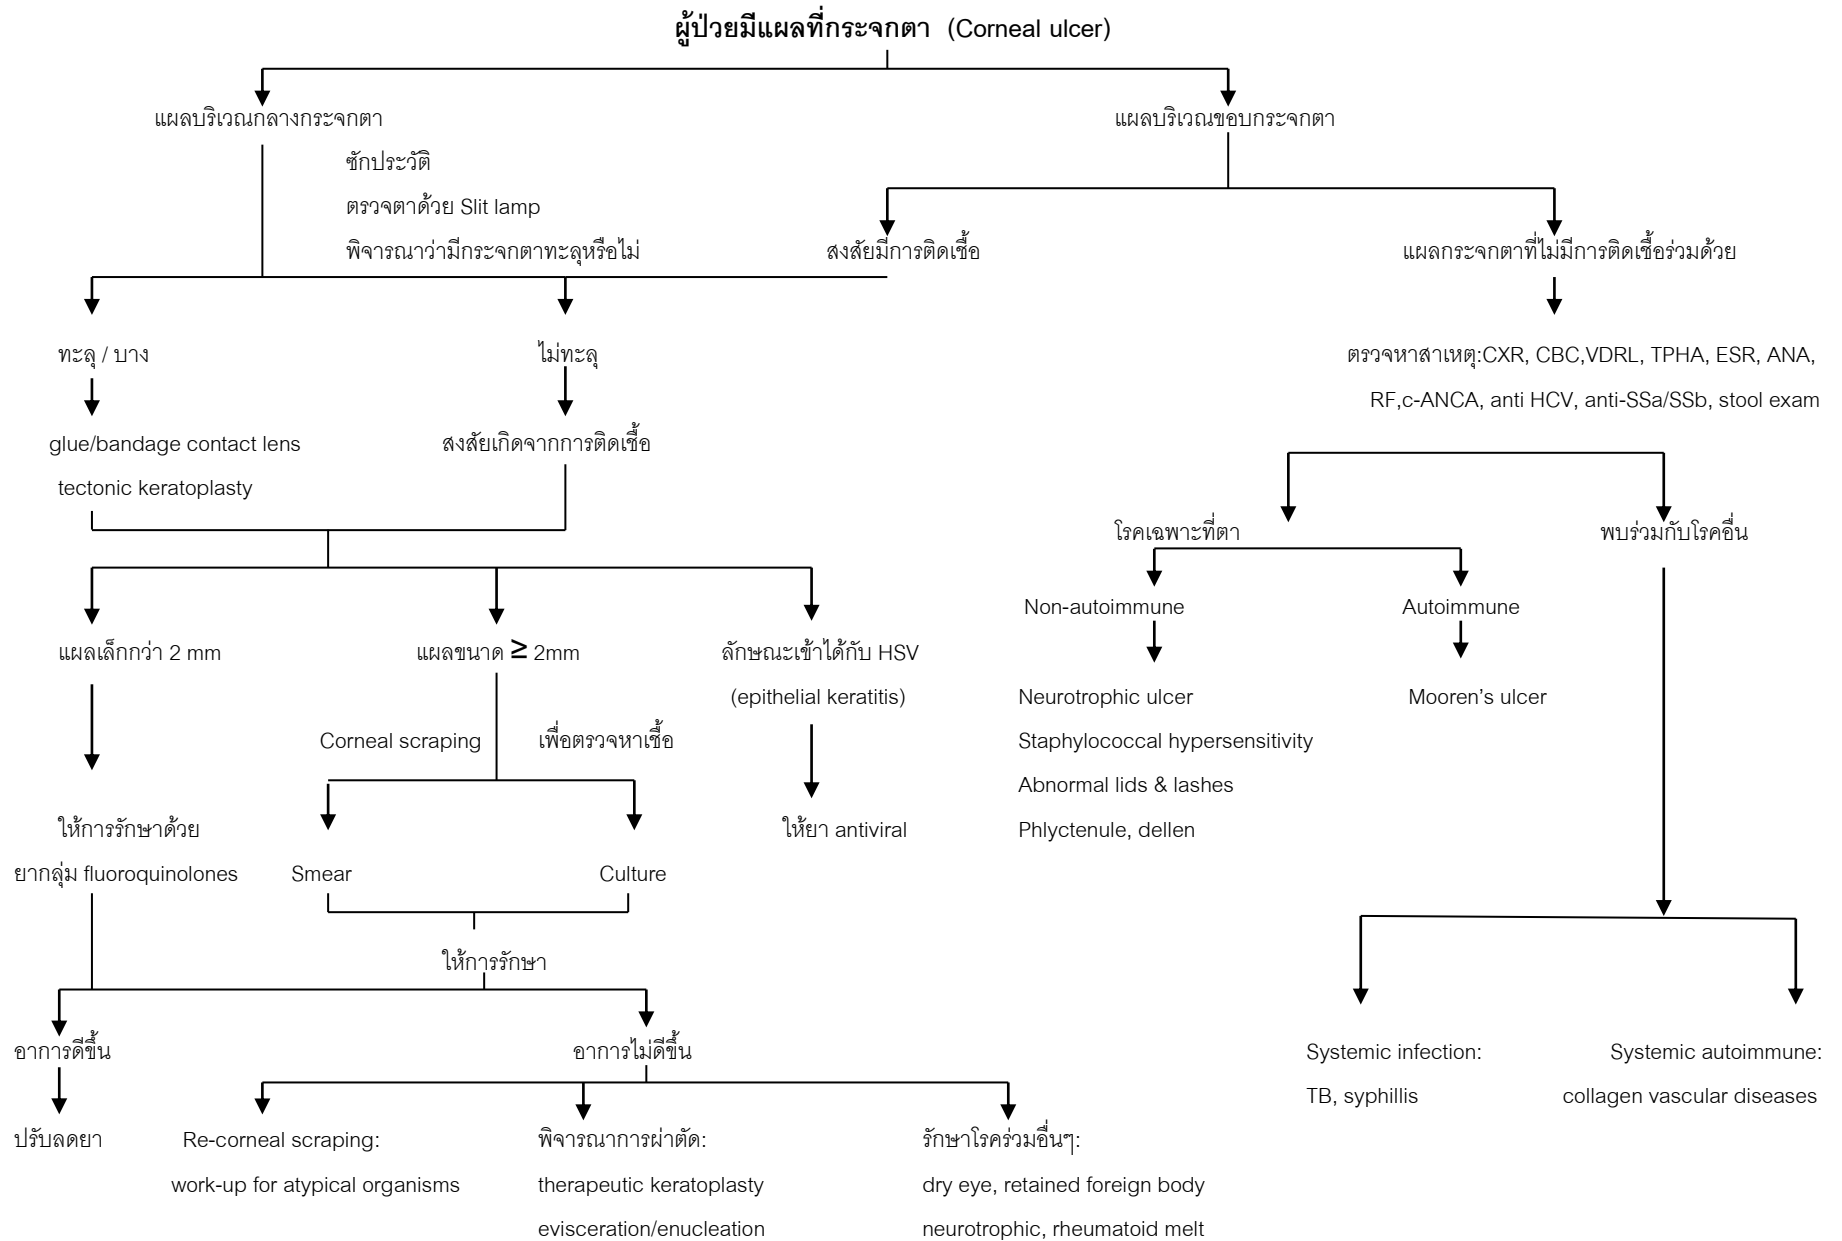 ผู้ป่วยมีแผลที่กระจกตา (Corneal ulcer)
แผลบริเวณกลางกระจกตา
แผลบริเวณขอบกระจกตา
ซักประวัติ
ตรวจตาด้วย Slit lamp
พิจารณาว่ามีกระจกตาทะลุหรือไม่
สงสัยมีการติดเชื้อ
แผลกระจกตาที่ไม่มีการติดเชื้อร่วมด้วย
ทะลุ / บาง
ไม่ทะลุ
ตรวจหาสาเหตุ:CXR, CBC,VDRL, TPHA, ESR, ANA,
RF,c-ANCA, anti HCV, anti-SSa/SSb, stool exam
glue/bandage contact lens
tectonic keratoplasty
สงสัยเกิดจากการติดเชื้อ
โรคเฉพาะที่ตา
พบร่วมกับโรคอื่น
Non-autoimmune
Autoimmune
แผลเล็กกว่า 2 mm
แผลขนาด ≥ 2mm
ลักษณะเข้าได้กับ HSV
(epithelial keratitis)
Neurotrophic ulcer
Staphylococcal hypersensitivity
Abnormal lids & lashes
Phlyctenule, dellen
Mooren's ulcer
Corneal scraping เพื่อตรวจหาเชื้อ
ให้การรักษาด้วย
ยากลุ่ม fluoroquinolones
ให้ยา antiviral
Smear
Culture
ให้การรักษา
อาการดีขึ้น
อาการไม่ดีขึ้น
Systemic infection:
TB, syphillis
Systemic autoimmune:
collagen vascular diseases
ปรับลดยา
Re-corneal scraping:
work-up for atypical organisms
พิจารณาการผ่าตัด:
therapeutic keratoplasty
evisceration/enucleation
รักษาโรคร่วมอื่นๆ:
dry eye, retained foreign body
neurotrophic, rheumatoid melt